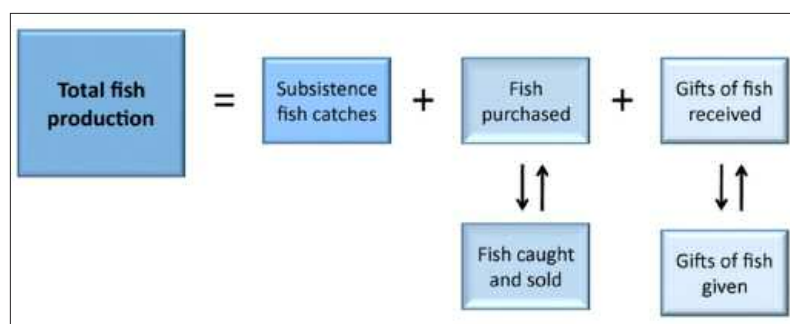 Total fish
production
=
Subsistence
fish catches
+
Fish
purchased
+
Gifts of fish
received
Fish caught
and sold
Gifts of fish
given